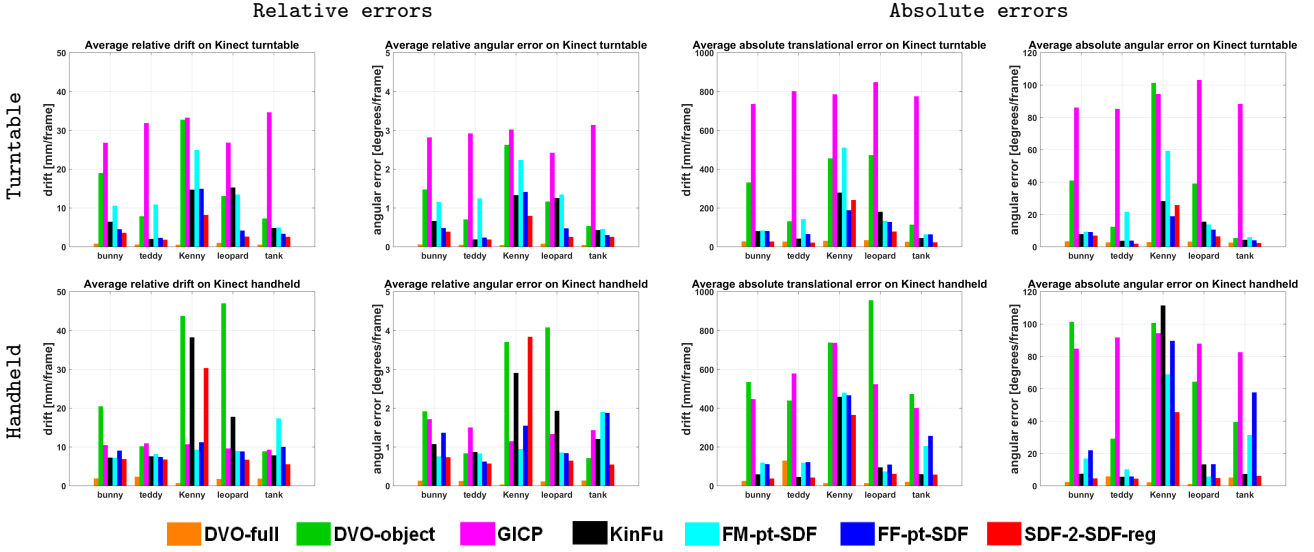 Relative errors
Absolute errors
Turntable
Average relative drift on Kinect turntable
drift [mm/frame]
50
40
30
20
10
0
bunny teddy Kenny leopard tank
Average relative angular error on Kinect turntable
angular error [degrees/frame]
5
4
3
2
1
0
bunny teddy Kenny leopard tank
Average absolute translational error on Kinect turntable
drift [mm/frame]
1000
800
600
400
200
0
bunny teddy Kenny leopard tank
Average absolute angular error on Kinect turntable
angular error [degrees/frame]
120
100
80
60
40
20
0
bunny teddy Kenny leopard tank
Handheld
Average relative drift on Kinect handheld
drift [mm/frame]
50
40
30
20
10
0
bunny teddy Kenny leopard tank
Average relative angular error on Kinect handheld
angular error [degrees/frame]
5
4
3
2
1
0
bunny teddy Kenny leopard tank
Average absolute translational error on Kinect handheld
drift [mm/frame]
1000
800
600
400
200
0
bunny teddy Kenny leopard tank
Average absolute angular error on Kinect handheld
angular error [degrees/frame]
120
100
80
60
40
20
0
bunny teddy Kenny leopard tank
DVO-full DVO-object GICP KinFu FM-pt-SDF FF-pt-SDF SDF-2-SDF-reg